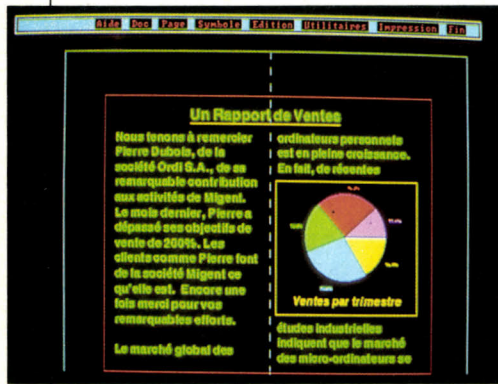 Aide Doc Page Symbole Edition Utilitaires Impression Fin
Un Rapport de Ventes
Nous tenons à remercier
Pierre Dubois, de la
société Ordi S.A., de sa
remarquable contribution
aux activités de Migent.
Le mois dernier, Pierre a
dépassé ses objectifs de
vente de 200%. Les
clients comme Pierre font
de la société Migent ce
qu'elle est. Encore une
fois merci pour vos
remarquables efforts.
Le marché global des
ordinateurs personnels
est en pleine croissance.
En fait, de récentes
Ventes par trimestre
études industrielles
indiquent que le marché
des micro-ordinateurs se